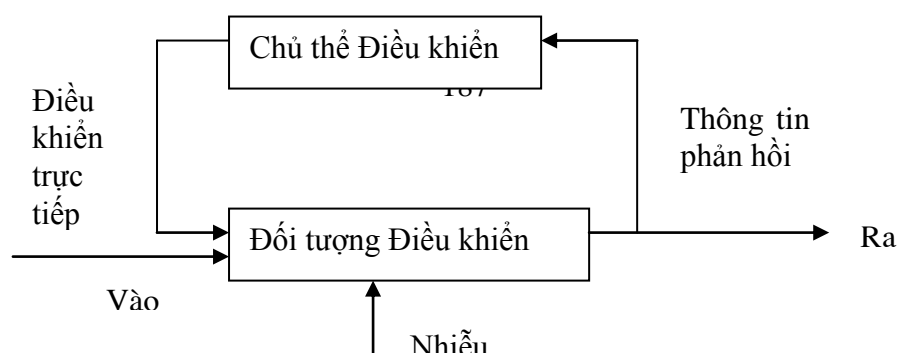 Chủ thể Điều khiển
187
Điều
khiển
trực
tiếp
Thông tin
phản hồi
Đối tượng Điều khiển
Ra
Vào
Nhiễu